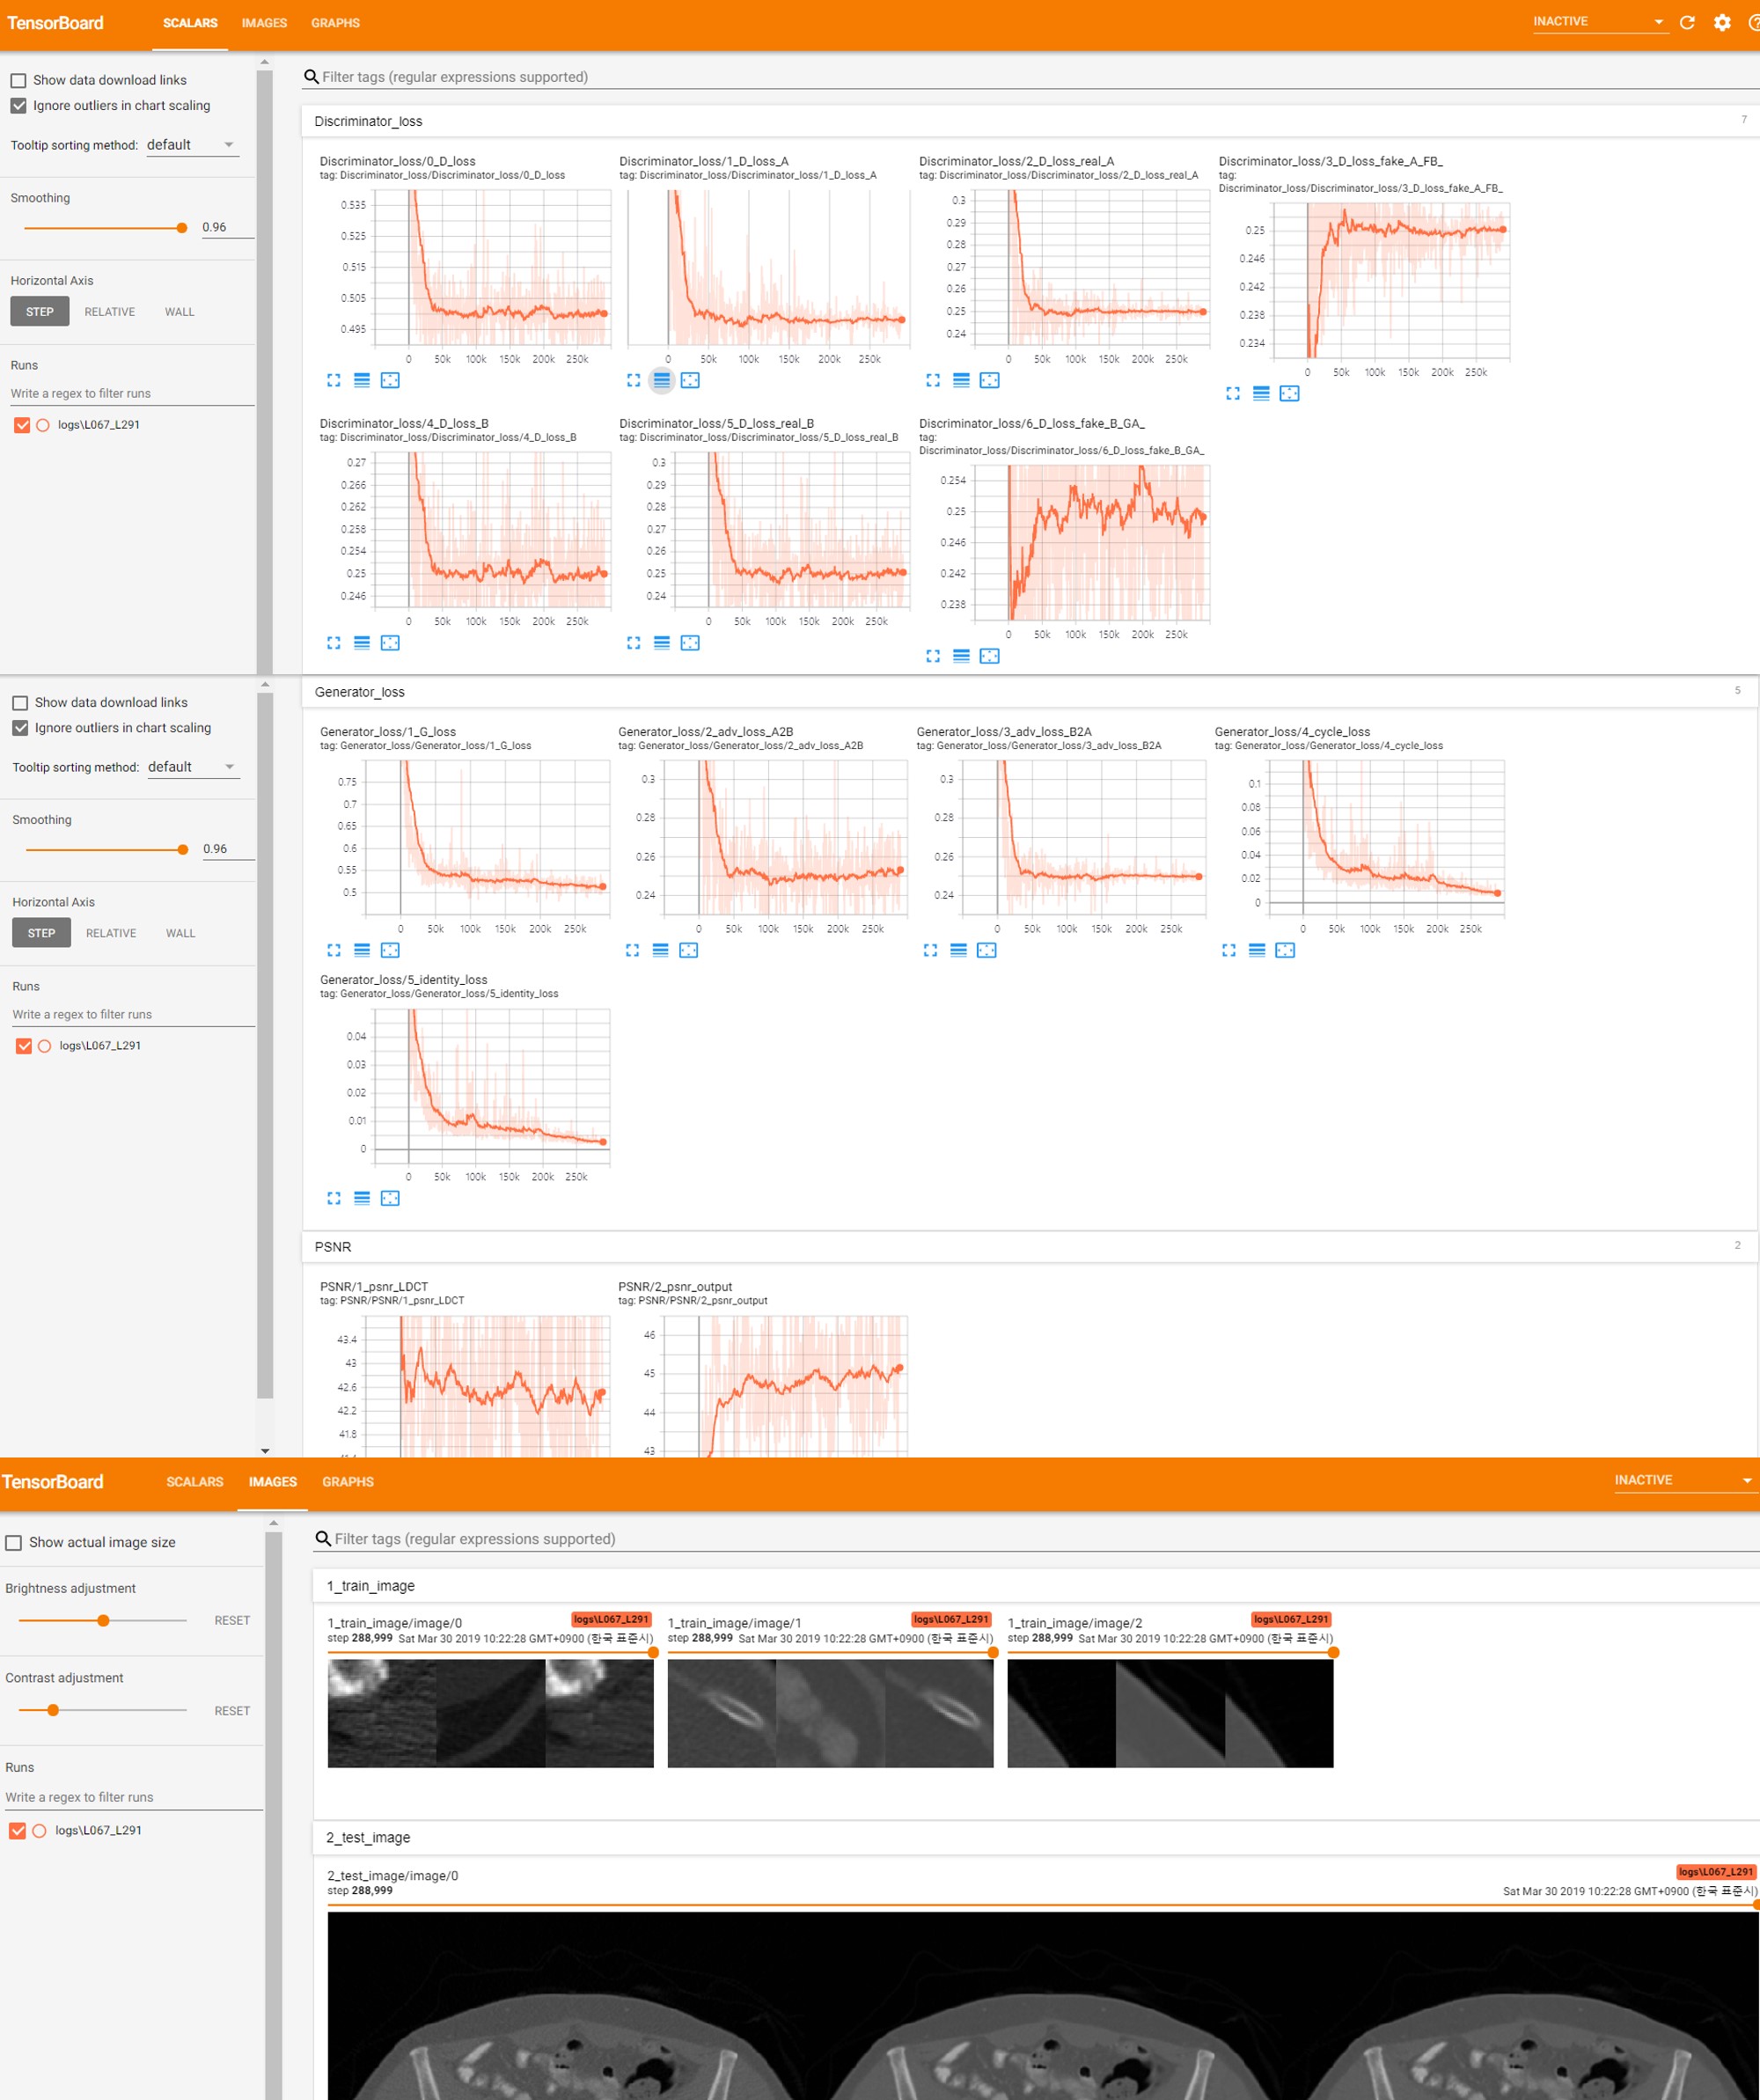 TensorBoard SCALARS IMAGES GRAPHS INACTIVE
Show data download links
Ignore outliers in chart scaling
Tooltip sorting method: default
Smoothing
0.96
Horizontal Axis
STEP RELATIVE WALL
Runs
Write a regex to filter runs
logs\L067_L291
Filter tags (regular expressions supported)
Discriminator_loss 7
Discriminator_loss/0_D_loss
tag: Discriminator_loss/Discriminator_loss/0_D_loss
0.535
0.525
0.515
0.505
0.495
0 50k 100k 150k 200k 250k
Discriminator_loss/1_D_loss_A
tag: Discriminator_loss/Discriminator_loss/1_D_loss_A
0 50k 100k 150k 200k 250k
Discriminator_loss/2_D_loss_real_A
tag: Discriminator_loss/Discriminator_loss/2_D_loss_real_A
0.3
0.29
0.28
0.27
0.26
0.25
0.24
0 50k 100k 150k 200k 250k
Discriminator_loss/3_D_loss_fake_A_FB_
tag:
Discriminator_loss/Discriminator_loss/3_D_loss_fake_A_FB_
0.25
0.246
0.242
0.238
0.234
0 50k 100k 150k 200k 250k
Discriminator_loss/4_D_loss_B
tag: Discriminator_loss/Discriminator_loss/4_D_loss_B
0.27
0.266
0.262
0.258
0.254
0.25
0.246
0 50k 100k 150k 200k 250k
Discriminator_loss/5_D_loss_real_B
tag: Discriminator_loss/Discriminator_loss/5_D_loss_real_B
0.3
0.29
0.28
0.27
0.26
0.25
0.24
0 50k 100k 150k 200k 250k
Discriminator_loss/6_D_loss_fake_B_GA_
tag:
Discriminator_loss/Discriminator_loss/6_D_loss_fake_B_GA_
0.254
0.25
0.246
0.242
0.238
0 50k 100k 150k 200k 250k
Show data download links
Ignore outliers in chart scaling
Tooltip sorting method: default
Smoothing
0.96
Horizontal Axis
STEP RELATIVE WALL
Runs
Write a regex to filter runs
logs\L067_L291
Generator_loss 5
Generator_loss/1_G_loss
tag: Generator_loss/Generator_loss/1_G_loss
0.75
0.7
0.65
0.6
0.55
0.5
0 50k 100k 150k 200k 250k
Generator_loss/2_adv_loss_A2B
tag: Generator_loss/Generator_loss/2_adv_loss_A2B
0.3
0.28
0.26
0.24
0 50k 100k 150k 200k 250k
Generator_loss/3_adv_loss_B2A
tag: Generator_loss/Generator_loss/3_adv_loss_B2A
0.3
0.28
0.26
0.24
0 50k 100k 150k 200k 250k
Generator_loss/4_cycle_loss
tag: Generator_loss/Generator_loss/4_cycle_loss
0.1
0.08
0.06
0.04
0.02
0
0 50k 100k 150k 200k 250k
Generator_loss/5_identity_loss
tag: Generator_loss/Generator_loss/5_identity_loss
0.04
0.03
0.02
0.01
0
0 50k 100k 150k 200k 250k
PSNR 2
PSNR/1_psnr_LDCT
tag: PSNR/PSNR/1_psnr_LDCT
43.4
43
42.6
42.2
41.8
PSNR/2_psnr_output
tag: PSNR/PSNR/2_psnr_output
46
45
44
43
TensorBoard SCALARS IMAGES GRAPHS INACTIVE
Show actual image size
Brightness adjustment
RESET
Contrast adjustment
RESET
Runs
Write a regex to filter runs
logs\L067_L291
Filter tags (regular expressions supported)
1_train_image
1_train_image/image/0 logs\L067_L291
step 288,999 Sat Mar 30 2019 10:22:28 GMT+0900 (한국 표준시)
1_train_image/image/1 logs\L067_L291
step 288,999 Sat Mar 30 2019 10:22:28 GMT+0900 (한국 표준시)
1_train_image/image/2 logs\L067_L291
step 288,999 Sat Mar 30 2019 10:22:28 GMT+0900 (한국 표준시)
2_test_image
2_test_image/image/0 logs\L067_L291
step 288,999 Sat Mar 30 2019 10:22:28 GMT+0900 (한국 표준시)